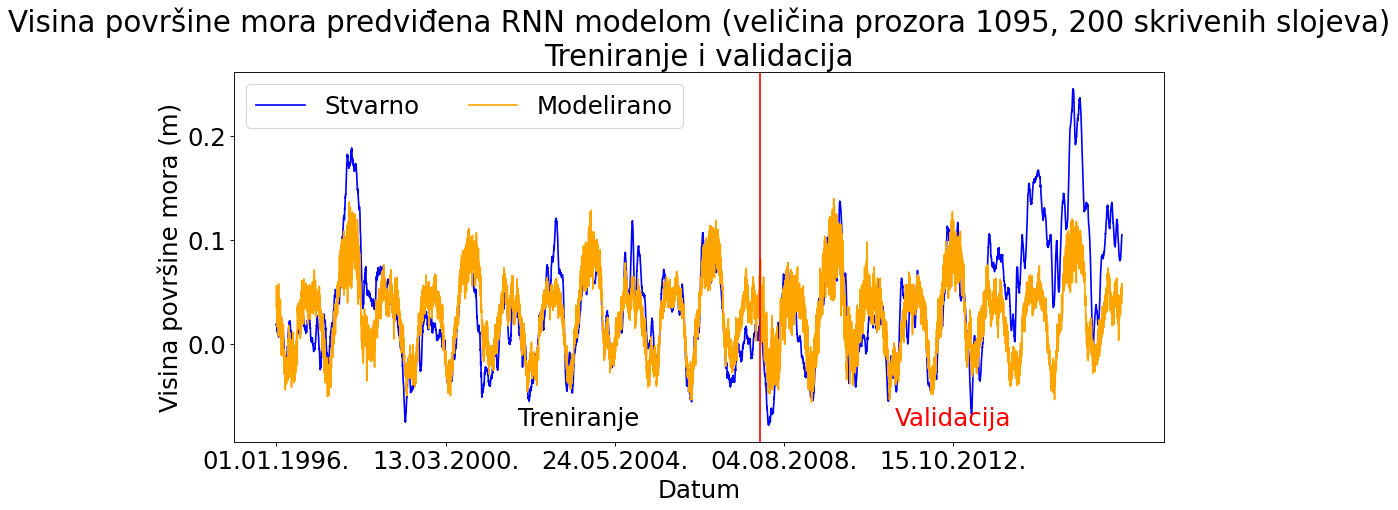 Visina površine mora predviđena RNN modelom (veličina prozora 1095, 200 skrivenih slojeva)
Treniranje i validacija
Stvarno
Modelirano
Visina površine mora (m)
0.2
0.1
0.0
Treniranje
Validacija
01.01.1996.
13.03.2000.
24.05.2004.
04.08.2008.
15.10.2012.
Datum